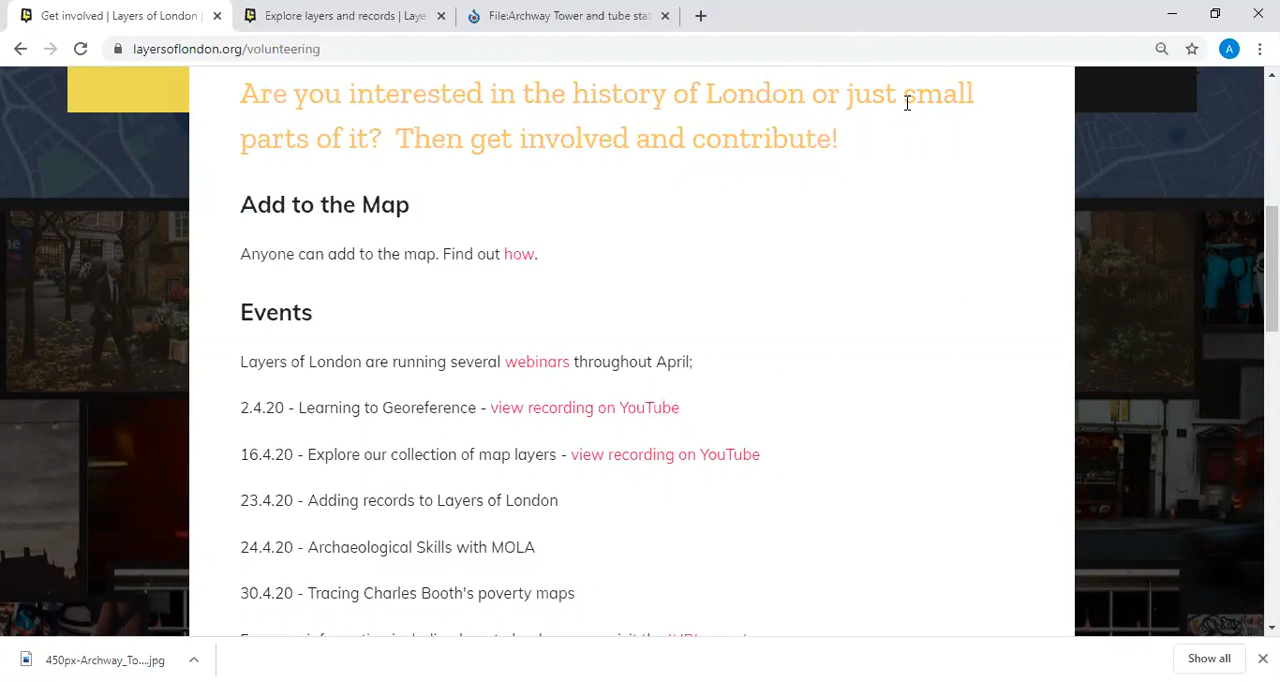 Get involved | Layers of London |
Explore layers and records | Laye
File:Archway Tower and tube stat
layersoflondon.org/volunteering
A
Are you interested in the history of London or just small
parts of it? Then get involved and contribute!
Add to the Map
Anyone can add to the map. Find out how.
Events
Layers of London are running several webinars throughout April;
2.4.20 - Learning to Georeference - view recording on YouTube
16.4.20 - Explore our collection of map layers - view recording on YouTube
23.4.20 - Adding records to Layers of London
24.4.20 - Archaeological Skills with MOLA
30.4.20 - Tracing Charles Booth's poverty maps
450px-Archway_To....jpg
Show all